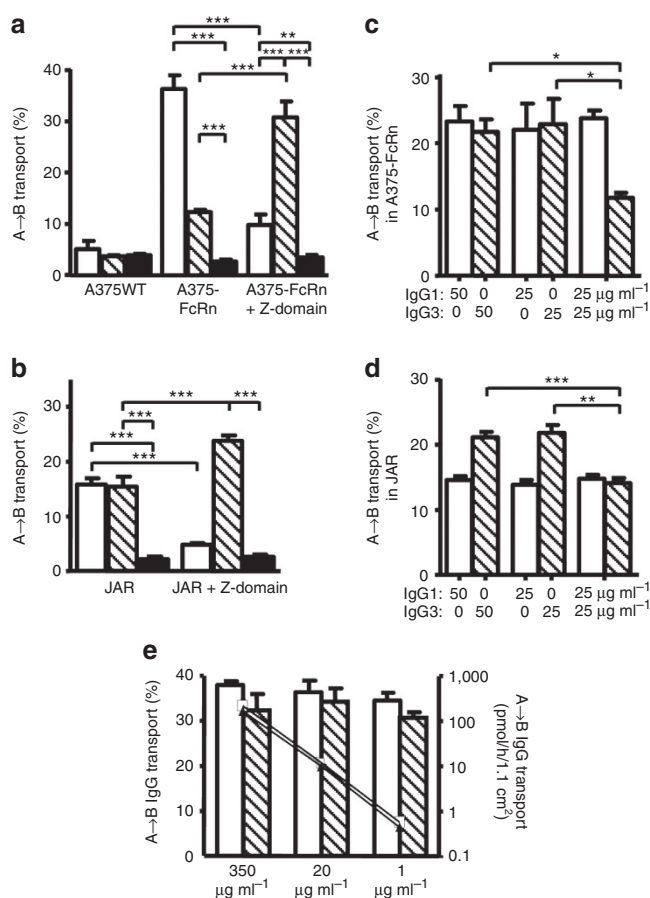 a
A→B transport (%)
40
30
20
10
0
***
***
**
*** ***
***
***
A375WT
A375-
FcRn
A375-FcRn
+ Z-domain
b
A→B transport (%)
30
20
10
0
***
***
***
***
***
JAR
JAR + Z-domain
c
A→B transport (%)
in A375-FcRn
30
20
10
0
*
*
IgG1: 50 0 25 0 25 μg ml⁻¹
IgG3: 0 50 0 25 25 μg ml⁻¹
d
A→B transport (%)
in JAR
30
20
10
0
***
**
IgG1: 50 0 25 0 25 μg ml⁻¹
IgG3: 0 50 0 25 25 μg ml⁻¹
e
A→B IgG transport (%)
40
30
20
10
0
1,000
100
10
1
0.1
A→B IgG transport
(pmol/h/1.1 cm²)
350
μg ml⁻¹
20
μg ml⁻¹
1
μg ml⁻¹